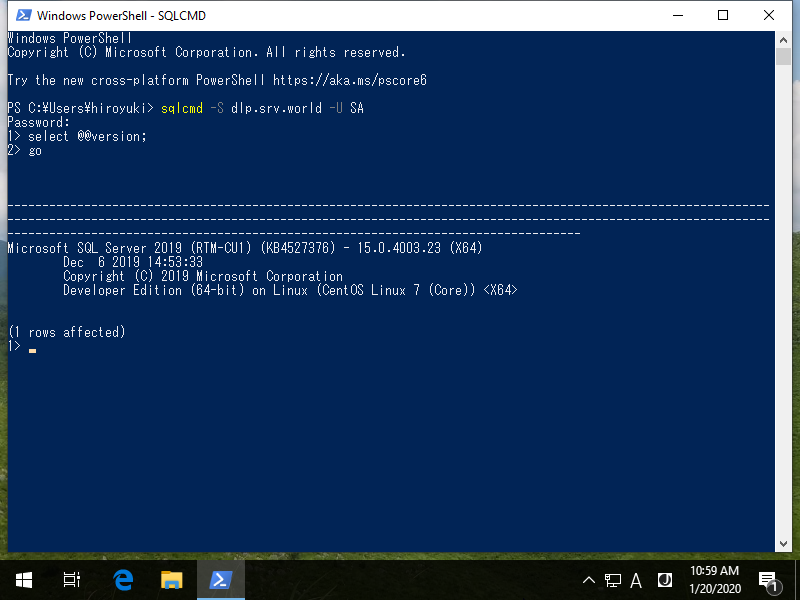 Windows PowerShell - SQLCMD
Windows PowerShell
Copyright (C) Microsoft Corporation. All rights reserved.
Try the new cross-platform PowerShell https://aka.ms/pscore6
PS C:¥Users¥hiroyuki> sqlcmd -S dlp.srv.world -U SA
Password:
1> select @@version;
2> go
-------------------------------------------------------------------------------------------------------------
-------------------------------------------------------------------------------------------------------------
----------------------------------------------------------------------------------
Microsoft SQL Server 2019 (RTM-CU1) (KB4527376) - 15.0.4003.23 (X64)
Dec  6 2019 14:53:33
Copyright (C) 2019 Microsoft Corporation
Developer Edition (64-bit) on Linux (CentOS Linux 7 (Core)) <X64>
(1 rows affected)
1>
A
10:59 AM
1/20/2020
1